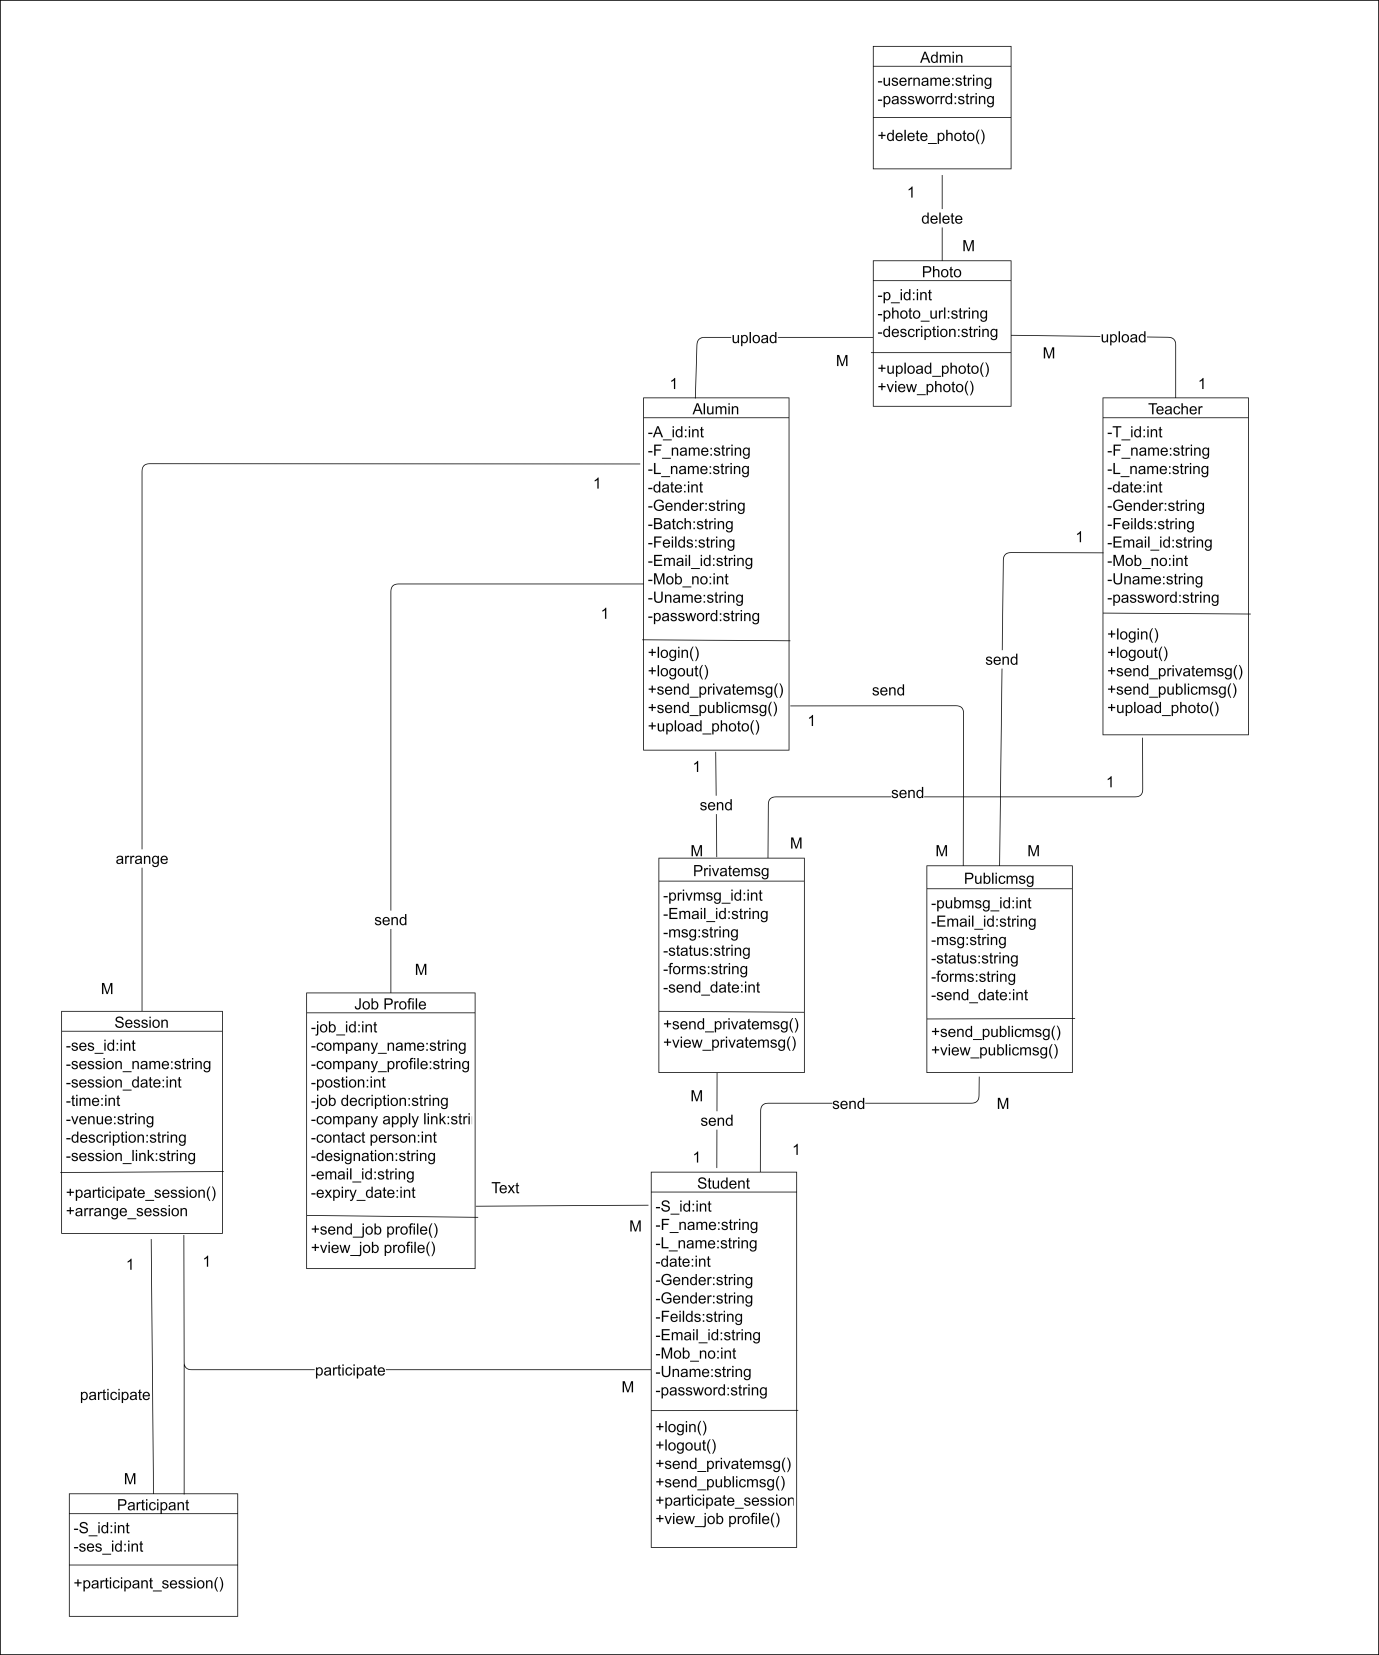 Admin
-username:string
-passworrd:string
+delete_photo()
1
delete
M
Photo
-p_id:int
-photo_url:string
-description:string
+upload_photo()
+view_photo()
upload
M
1
upload
M
1
Alumin
-A_id:int
-F_name:string
-L_name:string
-date:int
-Gender:string
-Batch:string
-Feilds:string
-Email_id:string
-Mob_no:int
-Uname:string
-password:string
+login()
+logout()
+send_privatemsg()
+send_publicmsg()
+upload_photo()
Teacher
-T_id:int
-F_name:string
-L_name:string
-date:int
-Gender:string
-Feilds:string
-Email_id:string
-Mob_no:int
-Uname:string
-password:string
+login()
+logout()
+send_privatemsg()
+send_publicmsg()
+upload_photo()
1
1
1
send
send
1
1
send
M
1
send
M
M
M
arrange
M
send
M
Privatemsg
-privmsg_id:int
-Email_id:string
-msg:string
-status:string
-forms:string
-send_date:int
+send_privatemsg()
+view_privatemsg()
Publicmsg
-pubmsg_id:int
-Email_id:string
-msg:string
-status:string
-forms:string
-send_date:int
+send_publicmsg()
+view_publicmsg()
Session
-ses_id:int
-session_name:string
-session_date:int
-time:int
-venue:string
-description:string
-session_link:string
+participate_session()
+arrange_session
Job Profile
-job_id:int
-company_name:string
-company_profile:string
-postion:int
-job decription:string
-company apply link:stri
-contact person:int
-designation:string
-email_id:string
-expiry_date:int
+send_job profile()
+view_job profile()
M
send
1
send
M
1
Text
M
Student
-S_id:int
-F_name:string
-L_name:string
-date:int
-Gender:string
-Gender:string
-Feilds:string
-Email_id:string
-Mob_no:int
-Uname:string
-password:string
+login()
+logout()
+send_privatemsg()
+send_publicmsg()
+participate_session
+view_job profile()
1
1
participate
M
participate
M
Participant
-S_id:int
-ses_id:int
+participant_session()